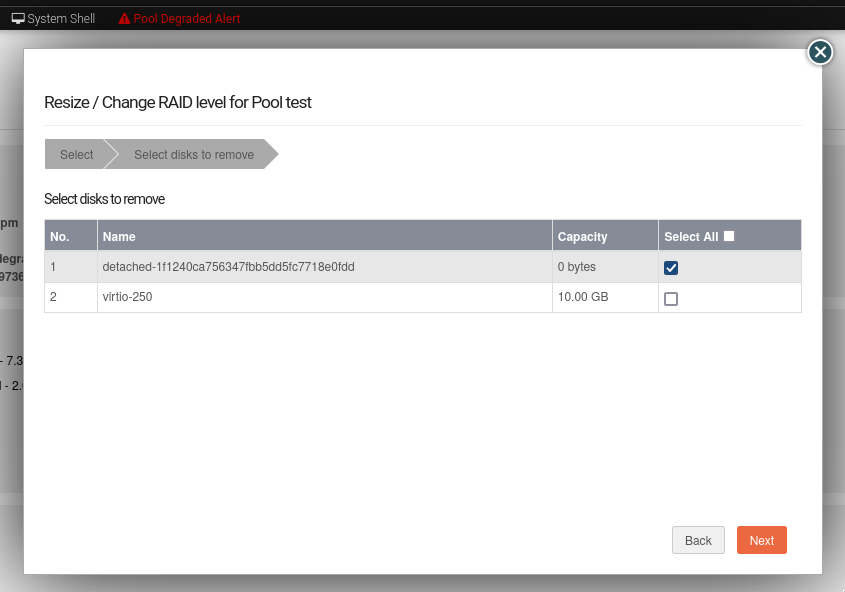 System Shell Pool Degraded Alert
Resize / Change RAID level for Pool test
Select Select disks to remove
Select disks to remove
No. Name Capacity Select All
1 detached-1f1240ca756347fbb5dd5fc7718e0fdd 0 bytes
2 virtio-250 10.00 GB
pm
9736
- 7.3
- 2.
Back Next